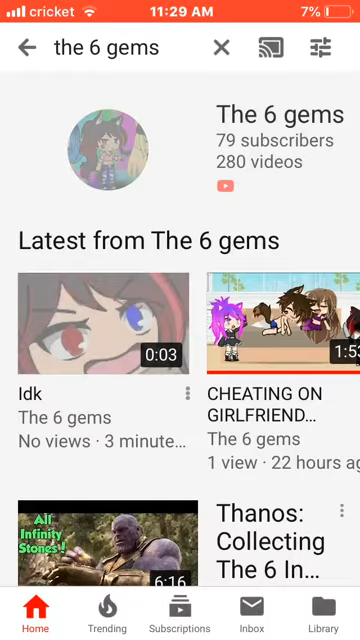 cricket 11:29 AM 7%
the 6 gems
The 6 gems
79 subscribers
280 videos
Latest from The 6 gems
0:03
1:53
Idk
The 6 gems
No views · 3 minute...
CHEATING ON
GIRLFRIEND...
The 6 gems
1 view · 22 hours ag
All
Infinity
Stones!
6:16
Thanos:
Collecting
The 6 In...
Home Trending Subscriptions Inbox Library